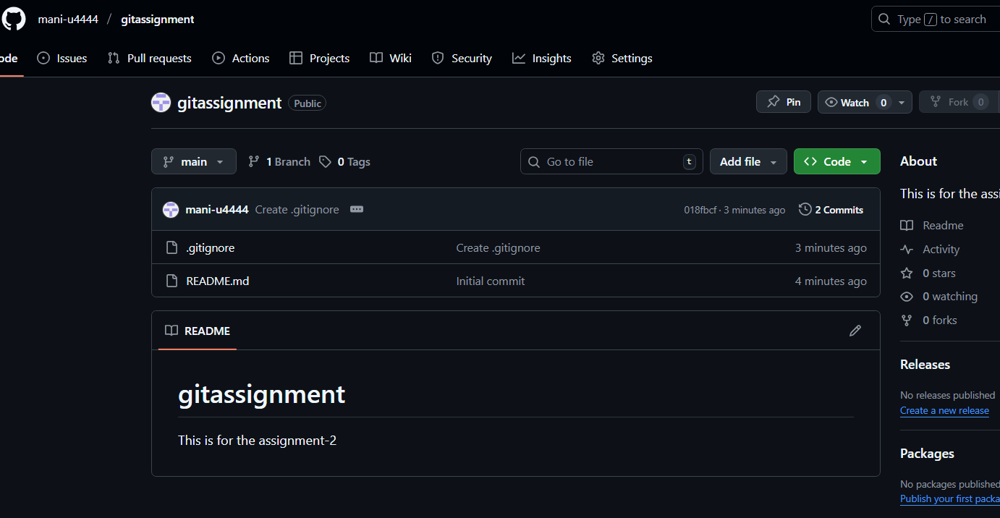 mani-u4444 / gitassignment
Type / to search
ode Issues Pull requests Actions Projects Wiki Security Insights Settings
gitassignment Public
Pin Watch 0 Fork 0
main 1 Branch 0 Tags
Go to file t Add file Code
mani-u4444 Create .gitignore 018fbcf · 3 minutes ago 2 Commits
.gitignore Create .gitignore 3 minutes ago
README.md Initial commit 4 minutes ago
README
gitassignment
This is for the assignment-2
About
This is for the assi
Readme
Activity
0 stars
0 watching
0 forks
Releases
No releases published
Create a new release
Packages
No packages published
Publish your first packa